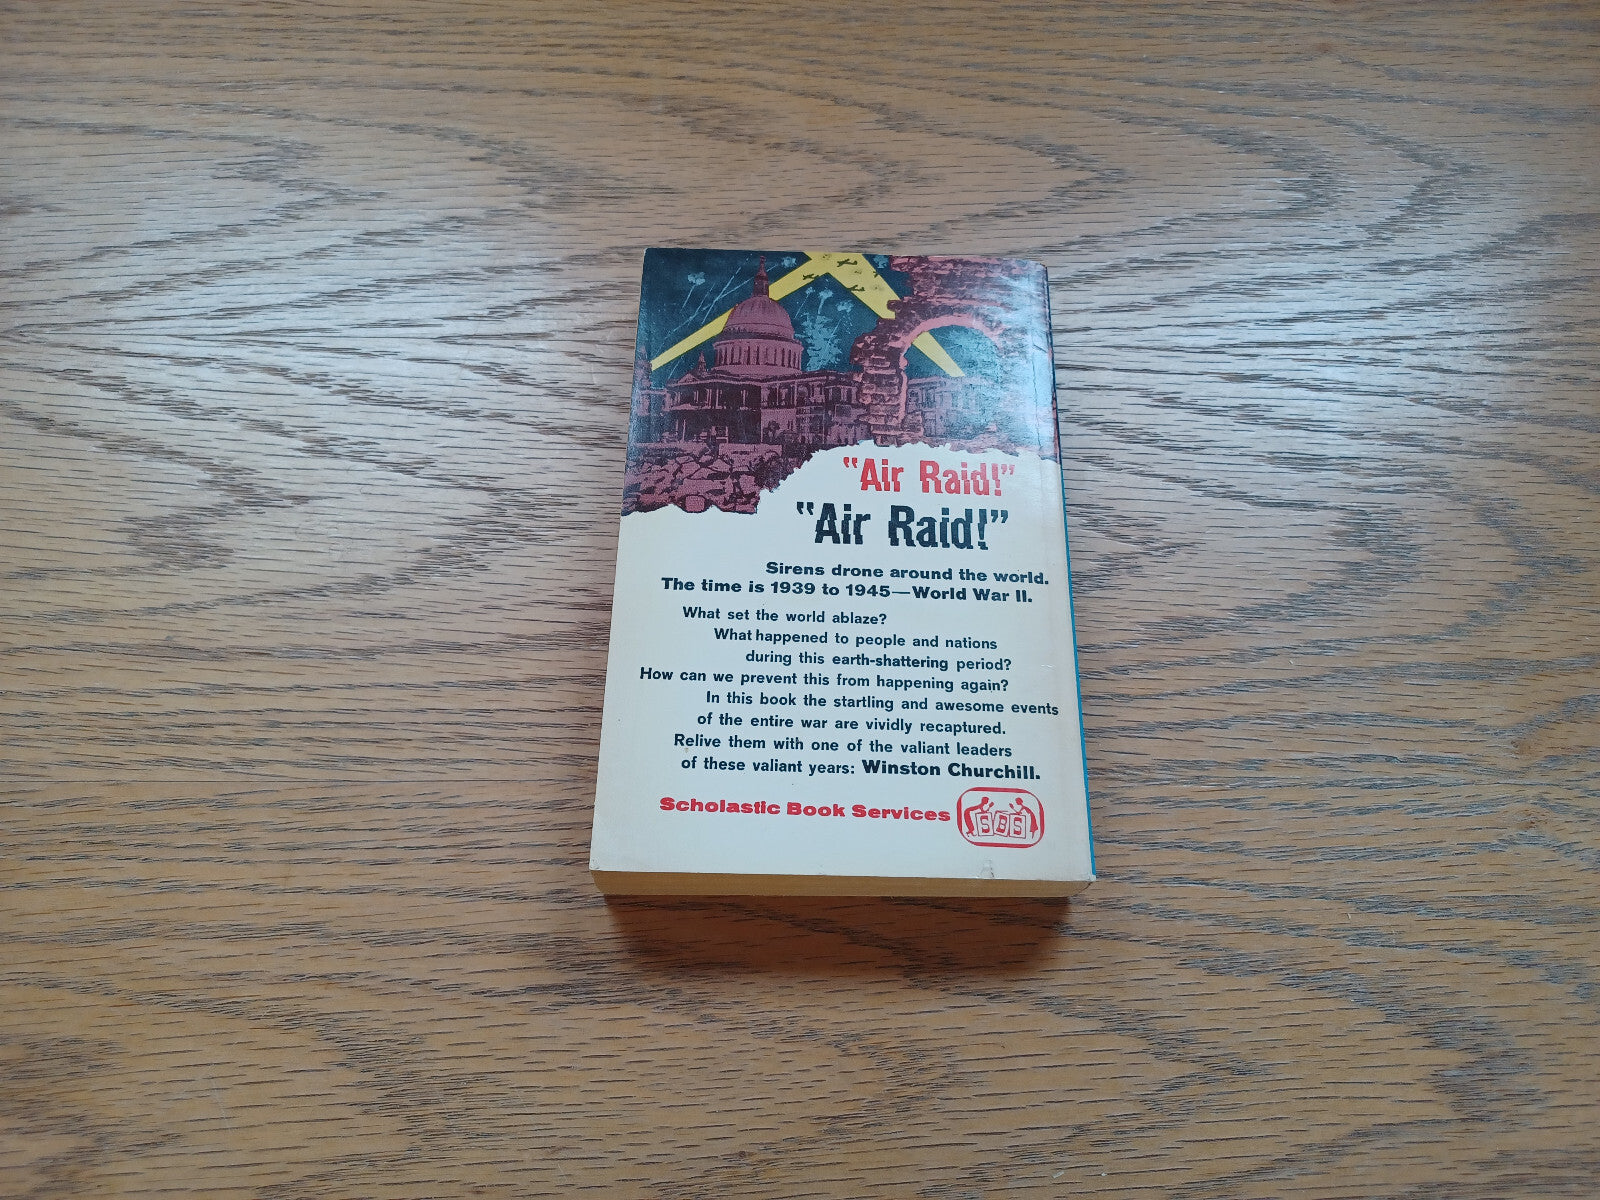 "Air Raid!"
"Air Raid!"
Sirens drone around the world.
The time is 1939 to 1945—World War II.
What set the world ablaze?
What happened to people and nations
during this earth-shattering period?
How can we prevent this from happening again?
In this book the startling and awesome events
of the entire war are vividly recaptured.
Relive them with one of the valiant leaders
of these valiant years: Winston Churchill.
Scholastic Book Services
SBS